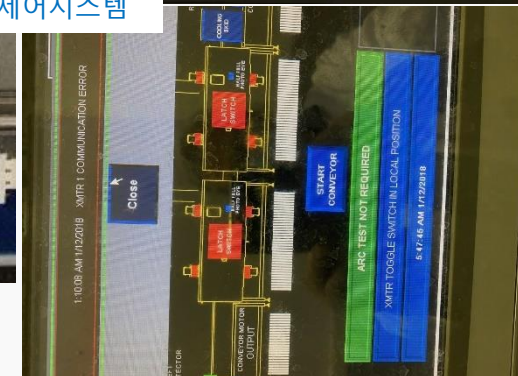 제어시스템
1:10:08 AM 1/12/2018 XMTR 1 COMMUNICATION ERROR
Close
COOLING
SKID
LATCH
SWITCH
LATCH
SWITCH
CONVEYOR MOTOR
OUTPUT
START
CONVEYOR
ARC TEST NOT REQUIRED
XMTR TOGGLE SWITCH IN LOCAL POSITION
5:47:45 AM 1/12/2018